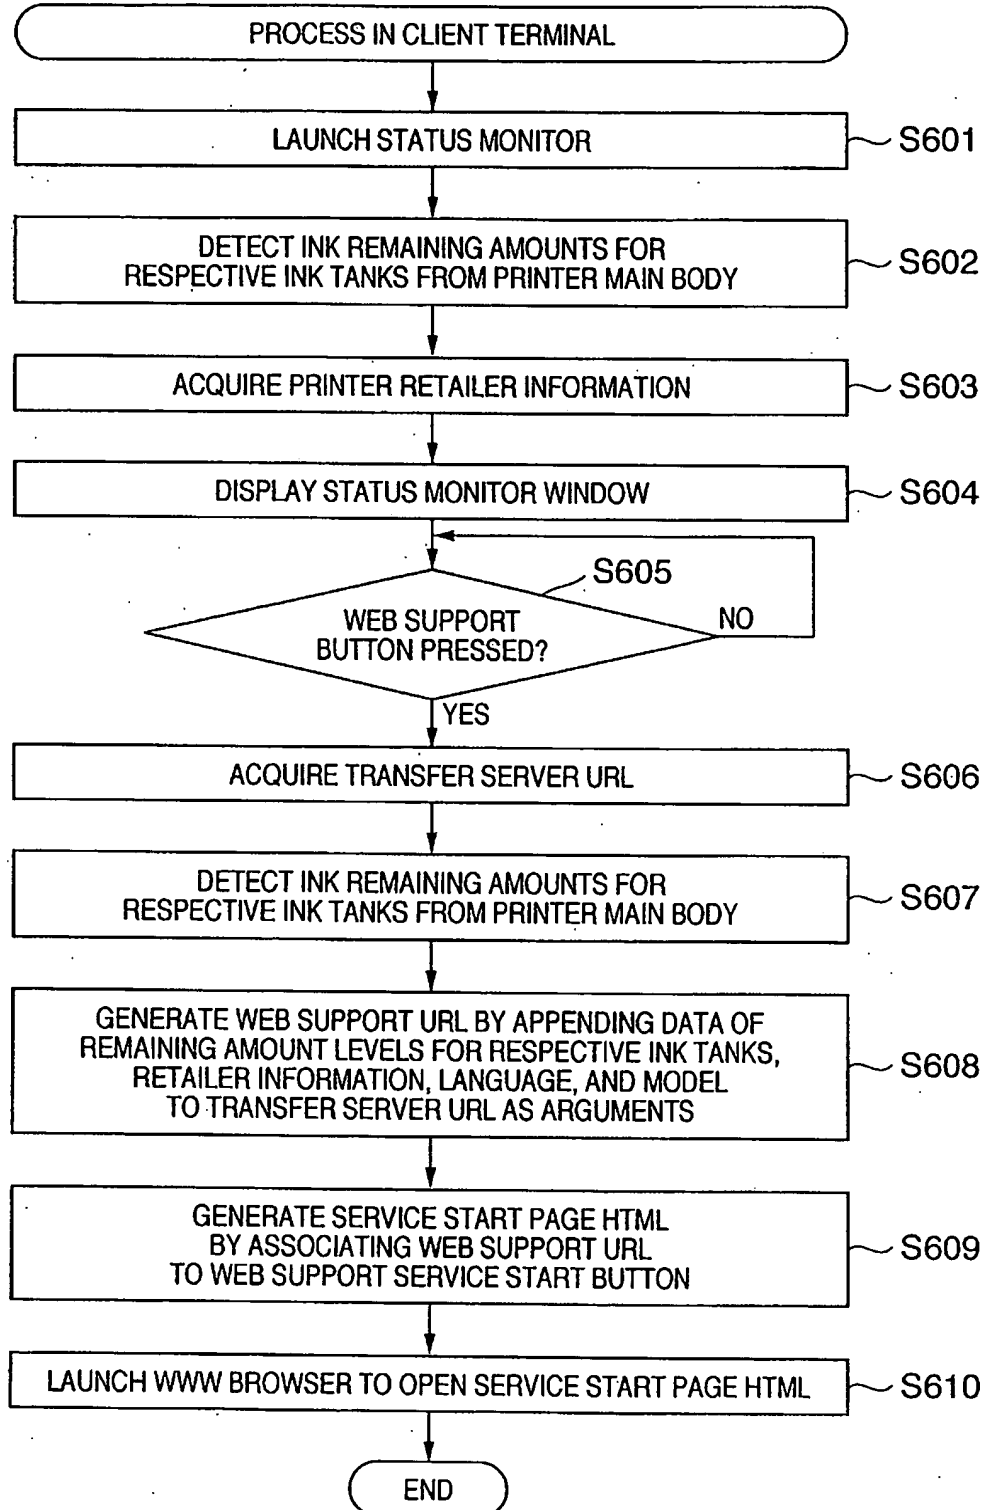 PROCESS IN CLIENT TERMINAL
LAUNCH STATUS MONITOR
S601
DETECT INK REMAINING AMOUNTS FOR
RESPECTIVE INK TANKS FROM PRINTER MAIN BODY
S602
ACQUIRE PRINTER RETAILER INFORMATION
S603
DISPLAY STATUS MONITOR WINDOW
S604
S605
WEB SUPPORT
BUTTON PRESSED?
NO
YES
ACQUIRE TRANSFER SERVER URL
S606
DETECT INK REMAINING AMOUNTS FOR
RESPECTIVE INK TANKS FROM PRINTER MAIN BODY
S607
GENERATE WEB SUPPORT URL BY APPENDING DATA OF
REMAINING AMOUNT LEVELS FOR RESPECTIVE INK TANKS,
RETAILER INFORMATION, LANGUAGE, AND MODEL
TO TRANSFER SERVER URL AS ARGUMENTS
S608
GENERATE SERVICE START PAGE HTML
BY ASSOCIATING WEB SUPPORT URL
TO WEB SUPPORT SERVICE START BUTTON
S609
LAUNCH WWW BROWSER TO OPEN SERVICE START PAGE HTML
S610
END